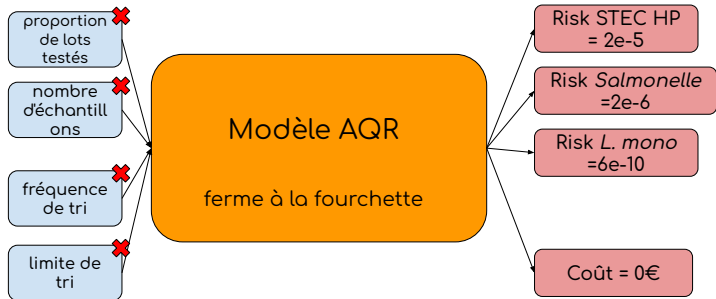 proportion
de lots
testés
nombre
d'échantill
ons
fréquence
de tri
limite de
tri
Modèle AQR
ferme à la fourchette
Risk STEC HP
= 2e-5
Risk Salmonelle
=2e-6
Risk L. mono
=6e-10
Coût = 0€